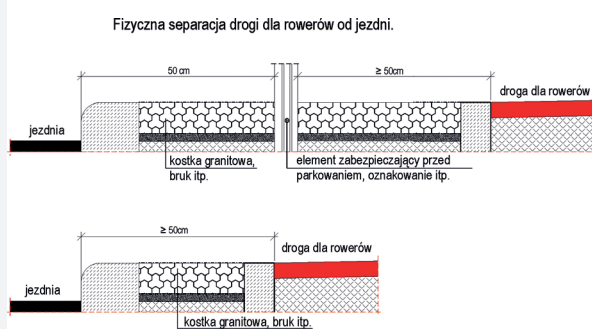 Fizyczna separacja drogi dla rowerów od jezdni.
50 cm
≥ 50cm
droga dla rowerów
jezdnia
kostka granitowa,
bruk itp.
element zabezpieczający przed
parkowaniem, oznakowanie itp.
≥ 50cm
droga dla rowerów
jezdnia
kostka granitowa, bruk itp.